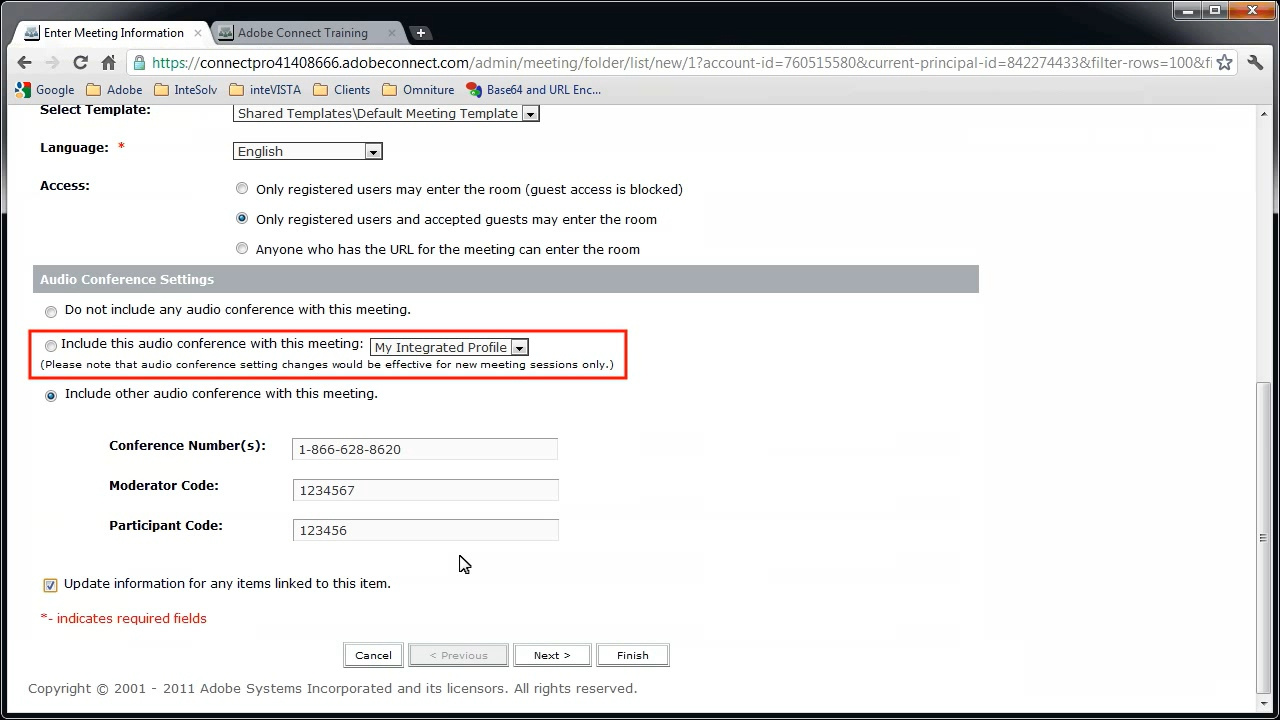 Enter Meeting Information
Adobe Connect Training
https://connectpro41408666.adobeconnect.com/admin/meeting/folder/list/new/1?account-id=760515580&current-principal-id=842274433&filter-rows=100&fi
Google Adobe InteSolv inteVISTA Clients Omniture Base64 and URL Enc...
Select Template: Shared Templates\Default Meeting Template
Language: * English
Access: Only registered users may enter the room (guest access is blocked)
Only registered users and accepted guests may enter the room
Anyone who has the URL for the meeting can enter the room
Audio Conference Settings
Do not include any audio conference with this meeting.
Include this audio conference with this meeting: My Integrated Profile
(Please note that audio conference setting changes would be effective for new meeting sessions only.)
Include other audio conference with this meeting.
Conference Number(s): 1-866-628-8620
Moderator Code: 1234567
Participant Code: 123456
Update information for any items linked to this item.
*- indicates required fields
Cancel < Previous Next > Finish
Copyright © 2001 - 2011 Adobe Systems Incorporated and its licensors. All rights reserved.